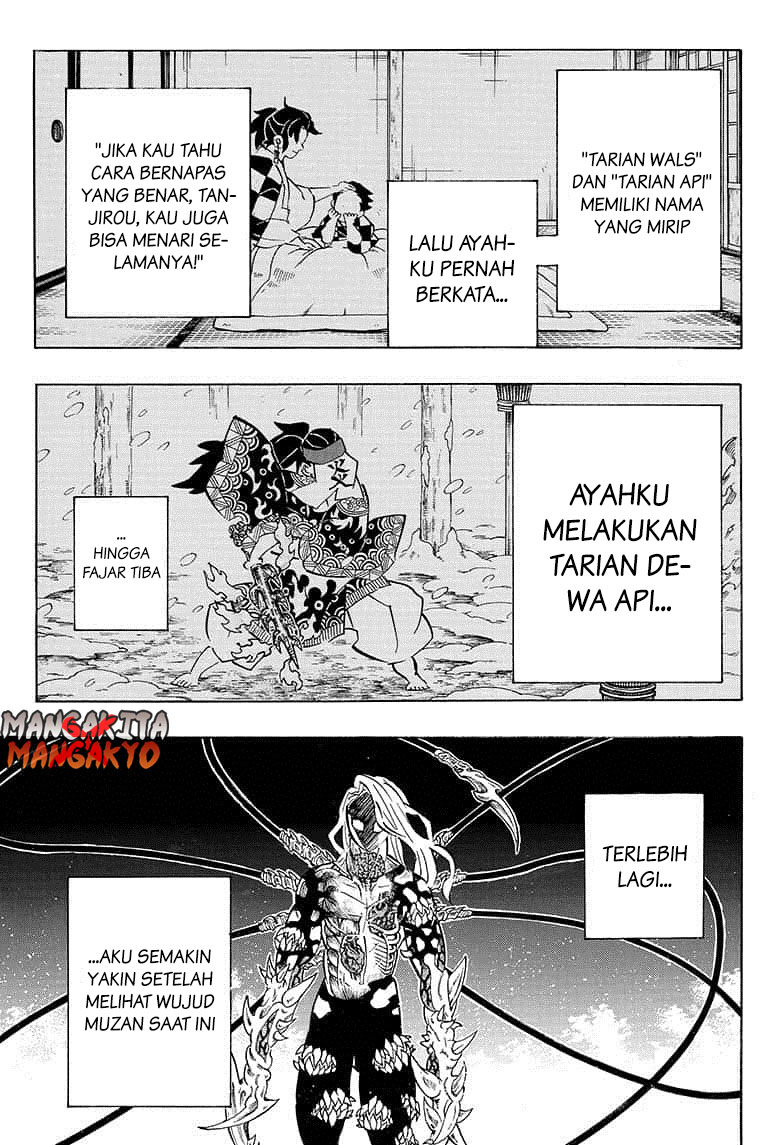 "TARIAN WALS"
DAN "TARIAN API"
MEMILIKI NAMA
YANG MIRIP
LALU AYAH-
KU PERNAH
BERKATA...
"JIKA KAU TAHU
CARA BERNAPAS
YANG BENAR, TAN-
JIROU, KAU JUGA
BISA MENARI SE-
LAMANYA!"
AYAHKU
MELAKUKAN
TARIAN DE-
WA API...
...
HINGGA
FAJAR TIBA
MANGAKITA
MANGAKYO
TERLEBIH
LAGI...
...AKU SEMAKIN
YAKIN SETELAH
MELIHAT WUJUD
MUZAN SAAT INI